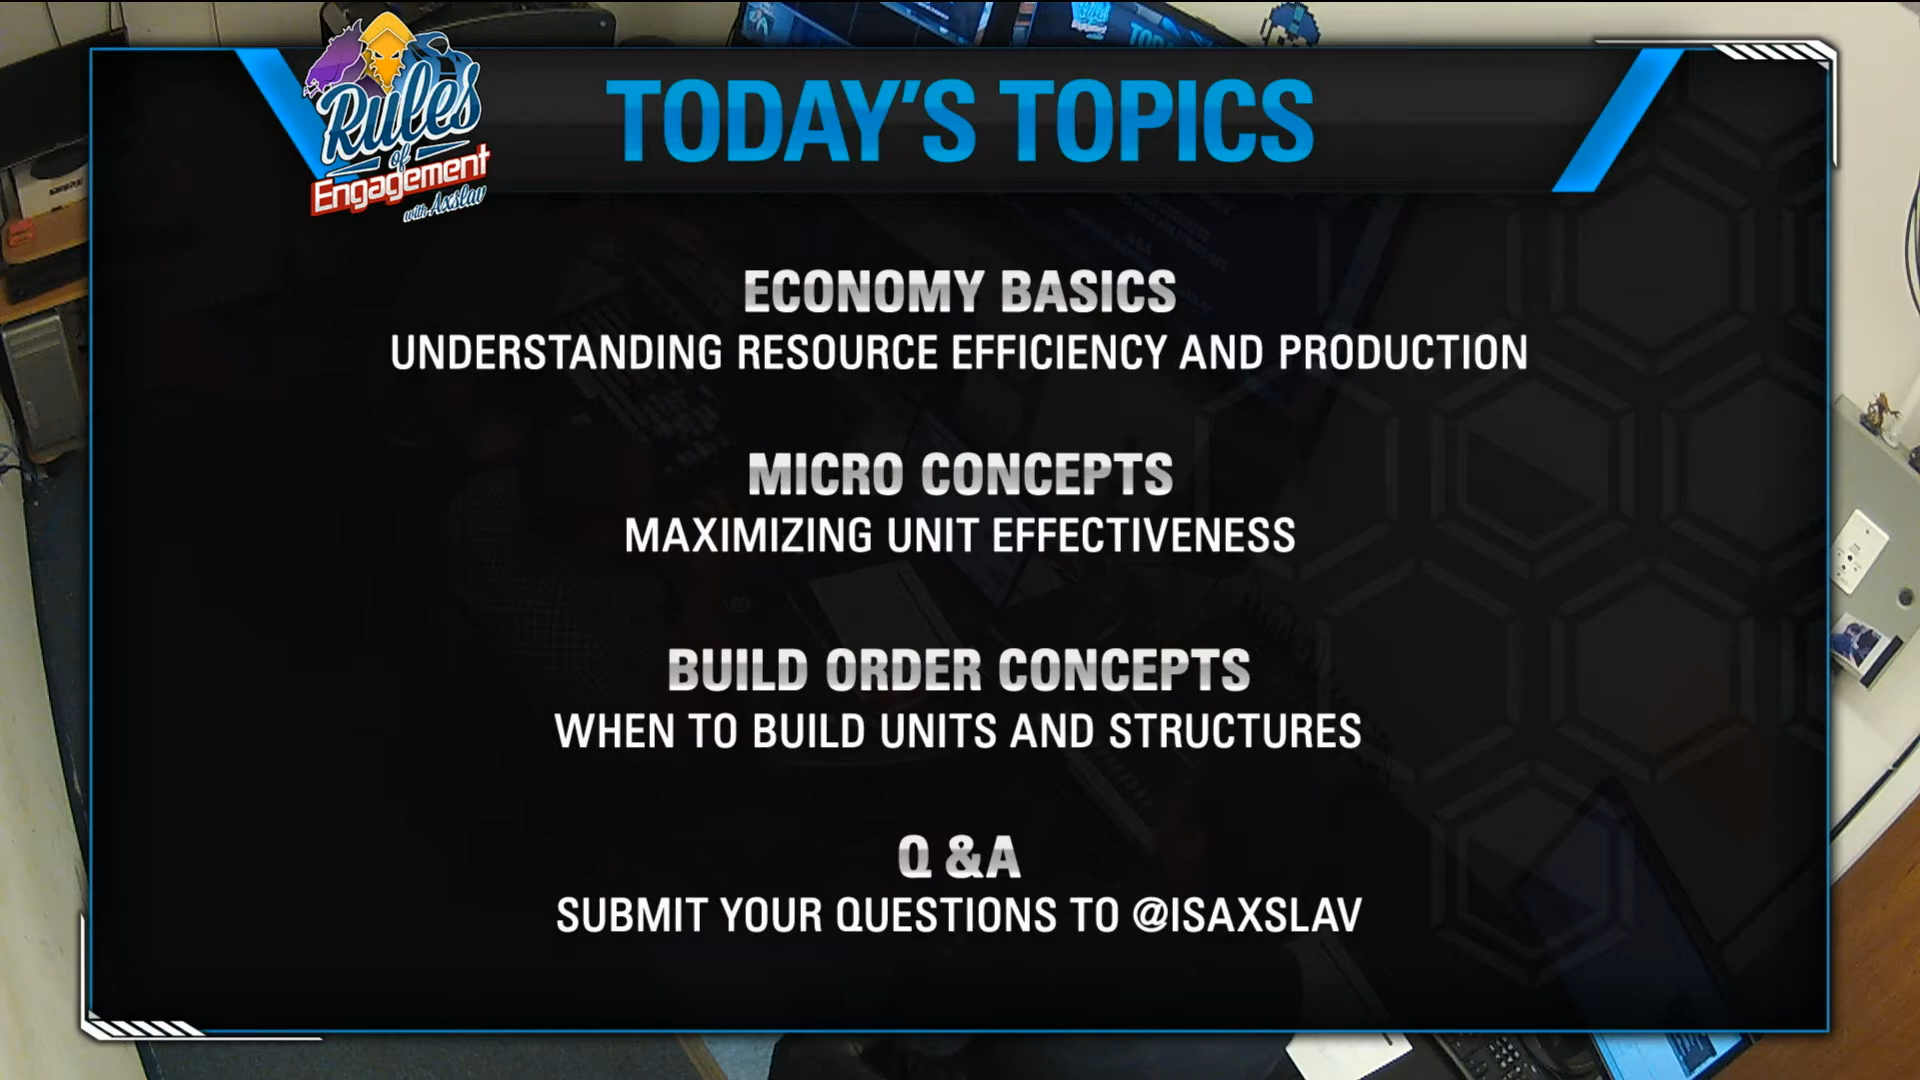 Rules
of
Engagement
with Axslav
TODAY'S TOPICS
ECONOMY BASICS
UNDERSTANDING RESOURCE EFFICIENCY AND PRODUCTION
MICRO CONCEPTS
MAXIMIZING UNIT EFFECTIVENESS
BUILD ORDER CONCEPTS
WHEN TO BUILD UNITS AND STRUCTURES
Q &A
SUBMIT YOUR QUESTIONS TO @ISAXSLAV